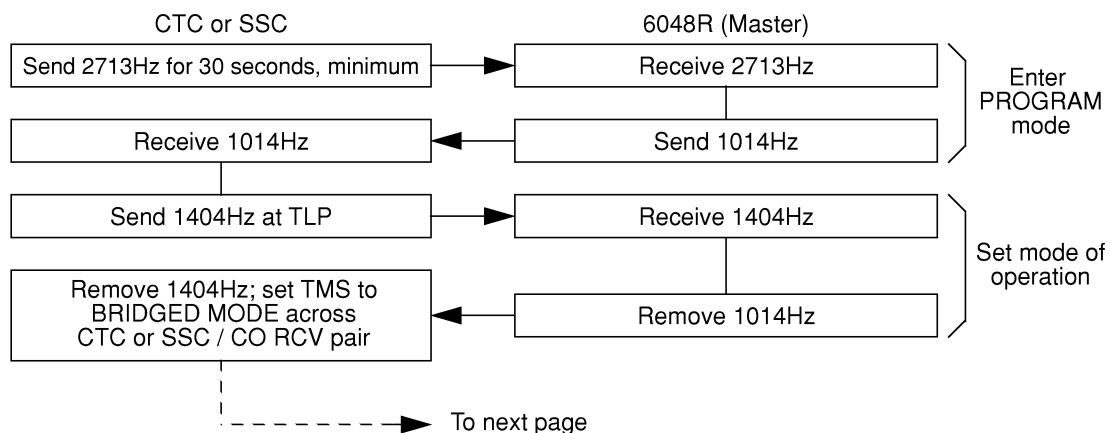 CTC or SSC
6048R (Master)
Send 2713Hz for 30 seconds, minimum
Receive 2713Hz
Enter
PROGRAM
mode
Receive 1014Hz
Send 1014Hz
Send 1404Hz at TLP
Receive 1404Hz
Set mode of
operation
Remove 1404Hz; set TMS to
BRIDGED MODE across
CTC or SSC / CO RCV pair
Remove 1014Hz
To next page